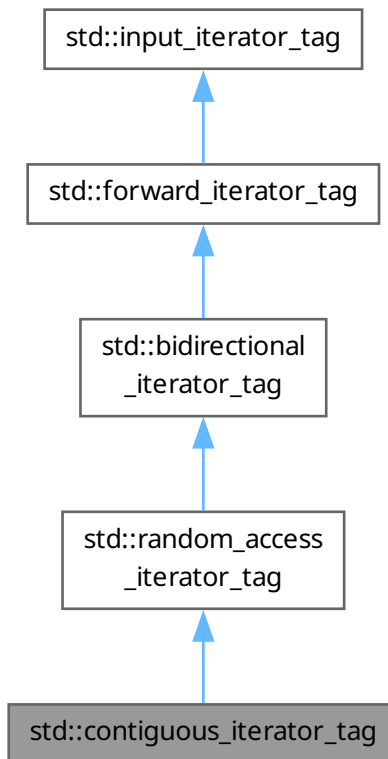 std::input_iterator_tag
std::forward_iterator_tag
std::bidirectional
_iterator_tag
std::random_access
_iterator_tag
std::contiguous_iterator_tag